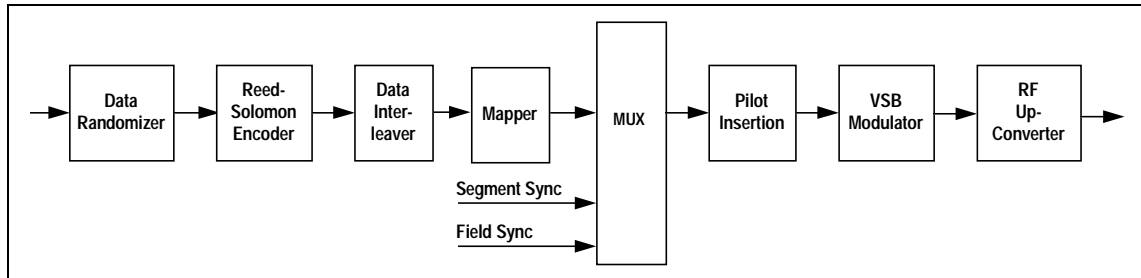 Data
Randomizer
Reed-
Solomon
Encoder
Data
Inter-
leaver
Mapper
MUX
Pilot
Insertion
VSB
Modulator
RF
Up-
Converter
Segment Sync
Field Sync